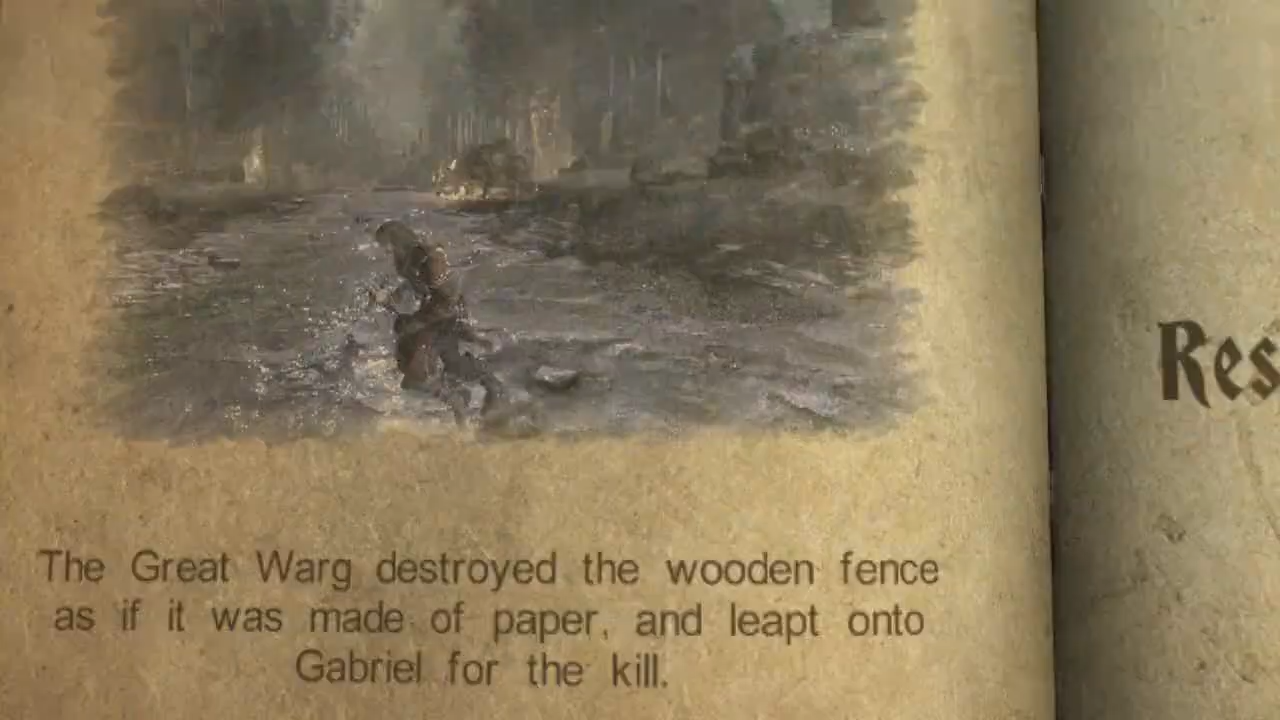 The Great Warg destroyed the wooden fence
as if it was made of paper, and leapt onto
Gabriel for the kill.
Res